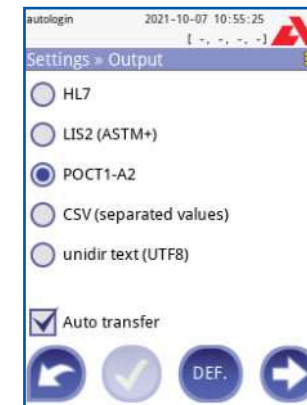 autologin 2021-10-07 10:55:25
[ -, -, -, -]
Settings » Output
HL7
LIS2 (ASTM+)
POCT1-A2
CSV (separated values)
unidir text (UTF8)
Auto transfer
DEF.